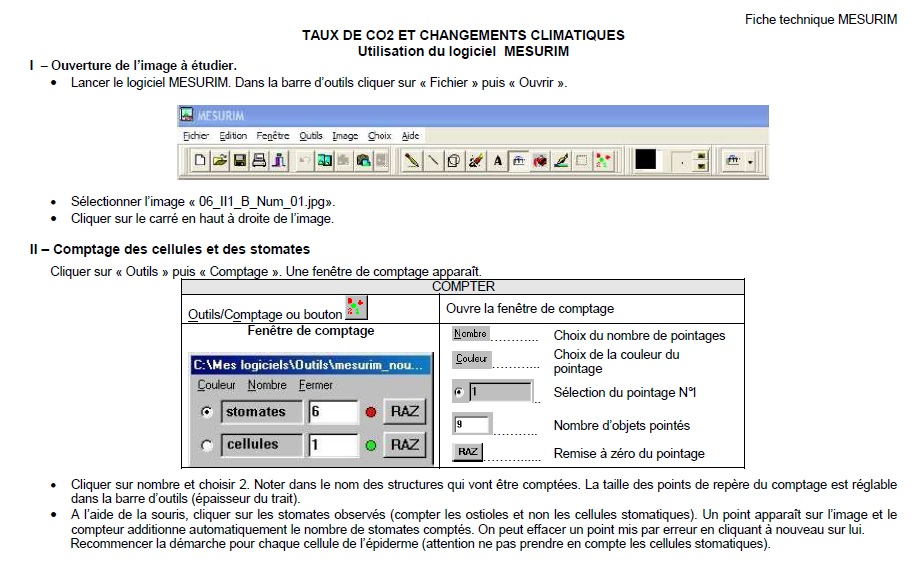 Fiche technique MESURIM
TAUX DE CO2 ET CHANGEMENTS CLIMATIQUES
Utilisation du logiciel MESURIM
I – Ouverture de l'image à étudier.
• Lancer le logiciel MESURIM. Dans la barre d'outils cliquer sur « Fichier » puis « Ouvrir ».
MESURIM
Fichier Edition Fenêtre Outils Image Choix Aide
A
• Sélectionner l'image « 06_II1_B_Num_01.jpg».
• Cliquer sur le carré en haut à droite de l'image.
II – Comptage des cellules et des stomates
Cliquer sur « Outils » puis « Comptage ». Une fenêtre de comptage apparaît.
COMPTER
Outils/Comptage ou bouton
Ouvre la fenêtre de comptage
Fenêtre de comptage
C:\Mes logiciels\Outils\mesurim_nou...
Couleur Nombre Fermer
stomates 6 RAZ
cellules 1 RAZ
Nombre ............ Choix du nombre de pointages
Couleur ............ Choix de la couleur du
pointage
1 .. Sélection du pointage N°1
9 ........... Nombre d'objets pointés
RAZ .............. Remise à zéro du pointage
• Cliquer sur nombre et choisir 2. Noter dans le nom des structures qui vont être comptées. La taille des points de repère du comptage est réglable
dans la barre d'outils (épaisseur du trait).
• A l'aide de la souris, cliquer sur les stomates observés (compter les ostioles et non les cellules stomatiques). Un point apparaît sur l'image et le
compteur additionne automatiquement le nombre de stomates comptés. On peut effacer un point mis par erreur en cliquant à nouveau sur lui.
Recommencer la démarche pour chaque cellule de l'épiderme (attention ne pas prendre en compte les cellules stomatiques).